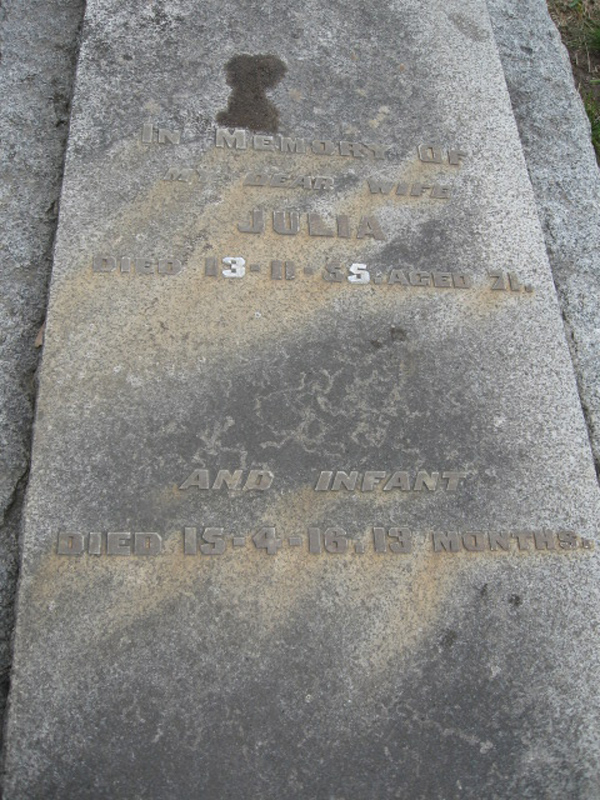 IN MEMORY OF
MY DEAR WIFE
JULIA
DIED 13-11-55. AGED 71.
AND INFANT
DIED 15-4-16, 13 MONTHS.